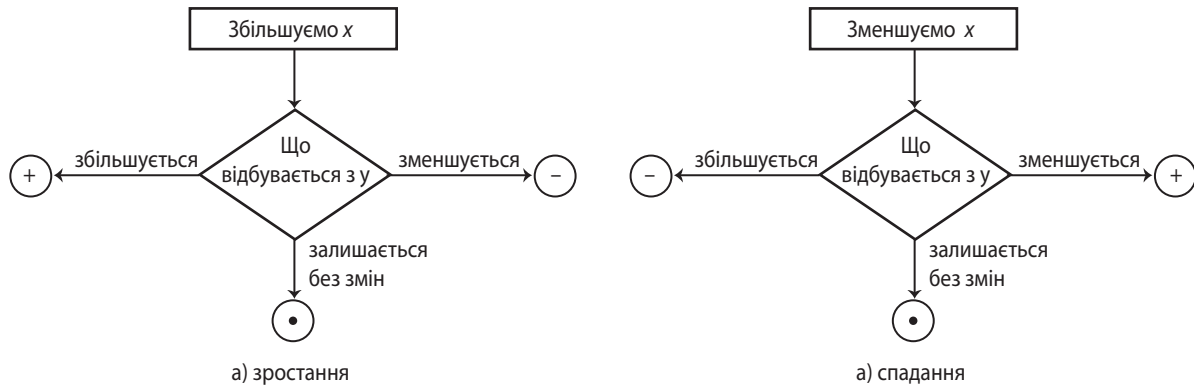 Збільшуємо x
Що
відбувається з y
збільшується
зменшується
+
–
залишається
без змін
а) зростання
Зменшуємо x
Що
відбувається з y
збільшується
зменшується
–
+
залишається
без змін
а) спадання